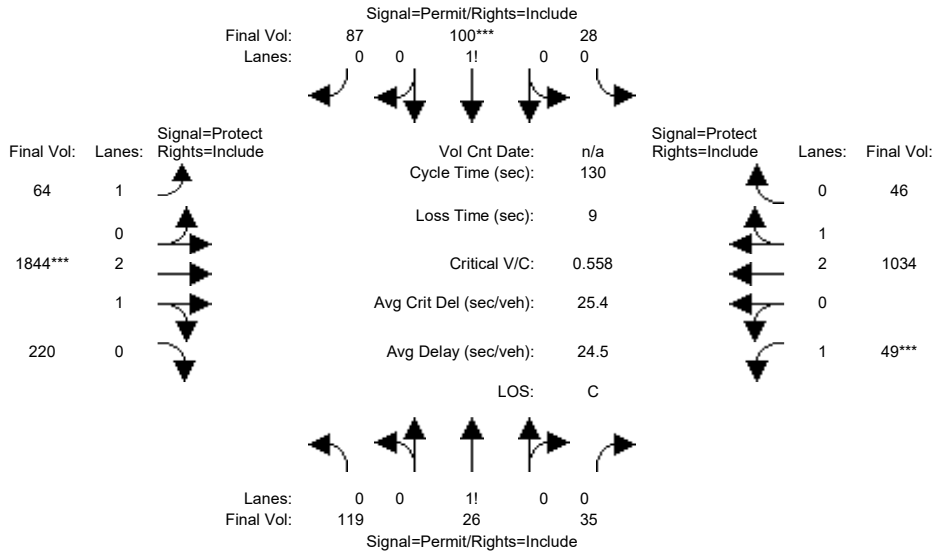 Signal=Permit/Rights=Include
Final Vol: 87 100*** 28
Lanes: 0 0 1! 0 0
Signal=Protect Signal=Protect
Final Vol: Lanes: Rights=Include Vol Cnt Date: n/a Rights=Include Lanes: Final Vol:
Cycle Time (sec): 130
64 1 0 46
Loss Time (sec): 9
0 1
1844*** 2 Critical V/C: 0.558 2 1034
1 Avg Crit Del (sec/veh): 25.4 0
220 0 Avg Delay (sec/veh): 24.5 1 49***
LOS: C
Lanes: 0 0 1! 0 0
Final Vol: 119 26 35
Signal=Permit/Rights=Include